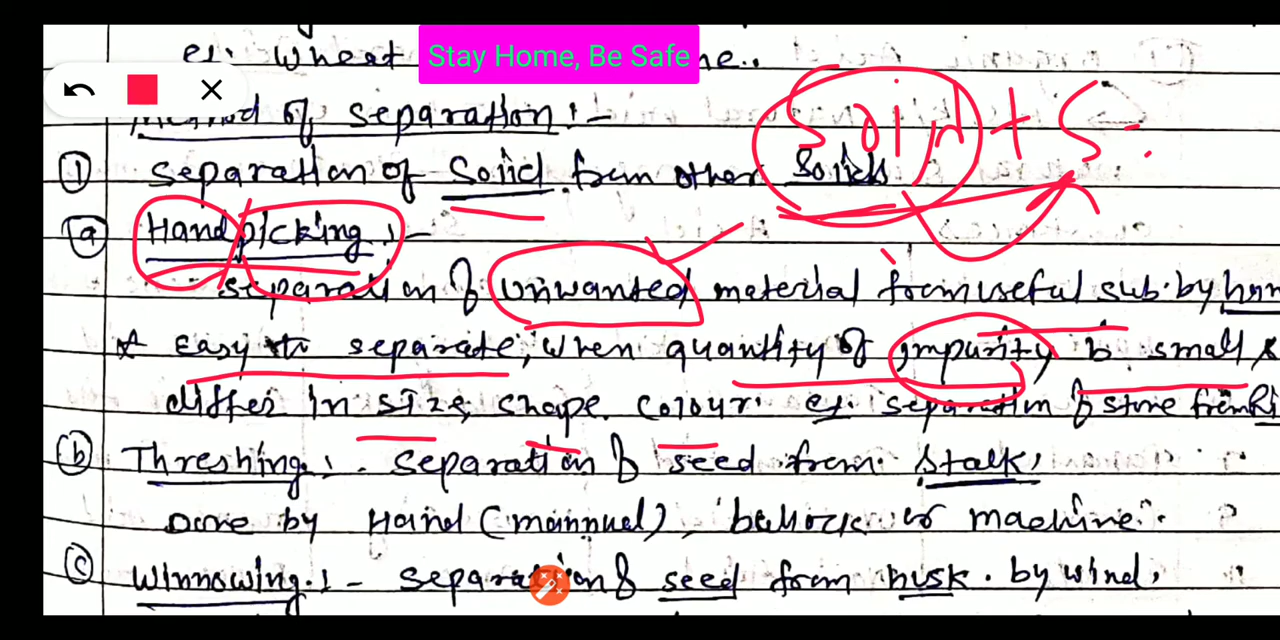 eg. Wheat
Stay Home, Be Safe
Method of separation :-
Solid + S
① Separation of Solid from other Solids
ⓐ Hand picking :-
separation of unwanted material from useful sub. by han
* Easy to separate, when quantity of impurity is small &
differ in size, shape. colour. eg. separation of stone from Ri
ⓑ Threshing : . separation of seed from stalk.
Done by Hand (mannual), bullock or machine.
ⓒ Winnowing : - separation of seed from husk. by wind,